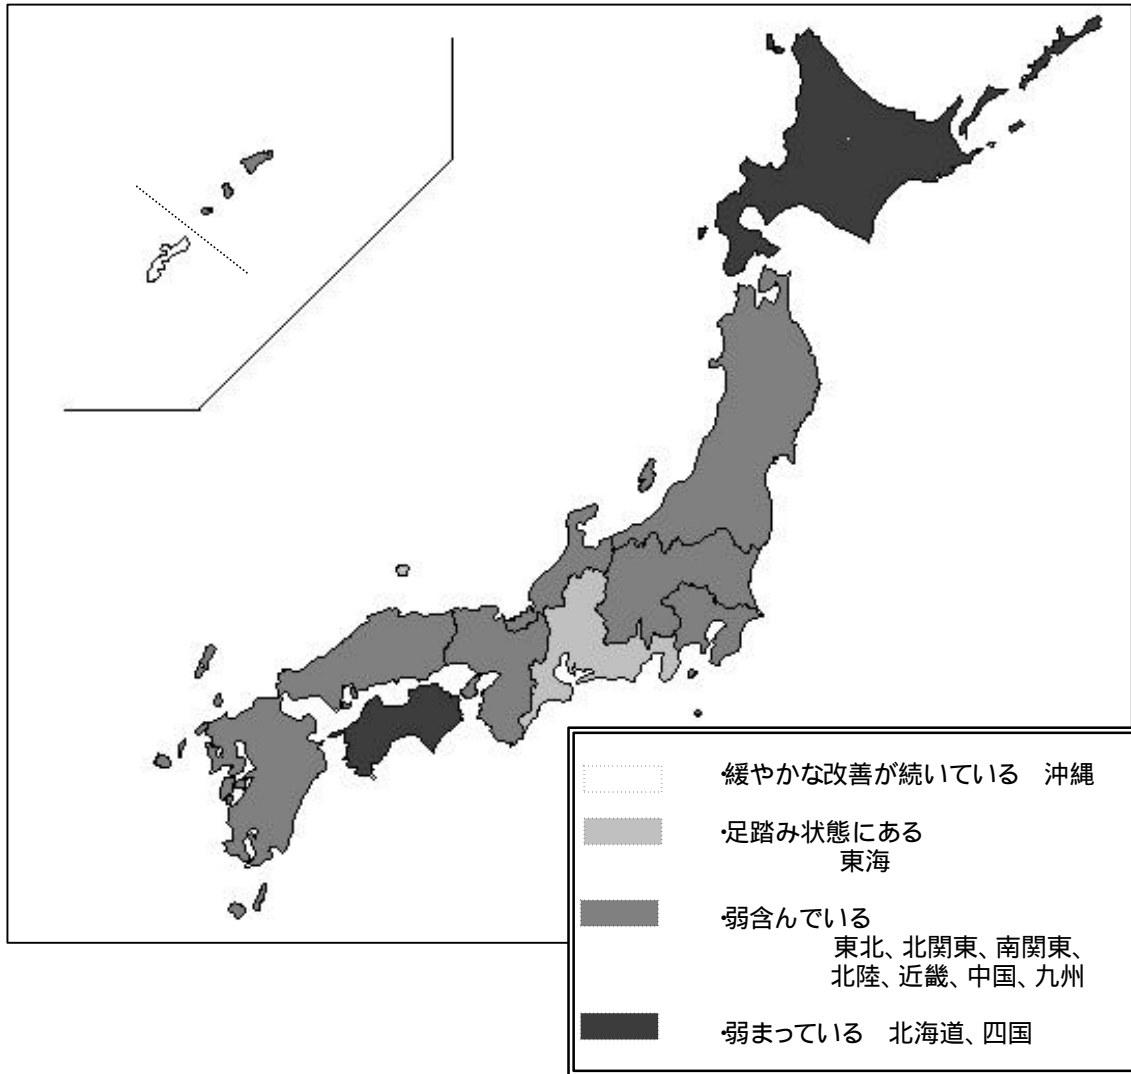 ・緩やかな改善が続いている　沖縄
・足踏み状態にある
東海
・弱含んでいる
東北、北関東、南関東、
北陸、近畿、中国、九州
・弱まっている　北海道、四国